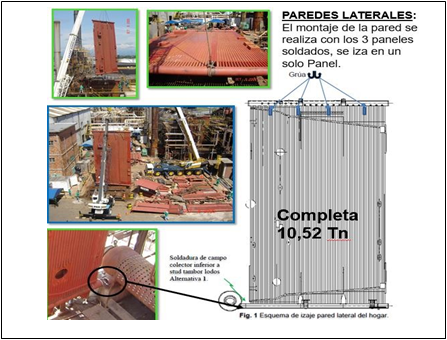 PAREDES LATERALES:
El montaje de la pared se
realiza con los 3 paneles
soldados, se iza en un
solo Panel.
Grúa
Completa
10,52 Tn
Soldadura de campo
colector inferior a
stud tambor lodos
Alternativa 1.
Fig. 1 Esquema de izaje pared lateral del hogar.